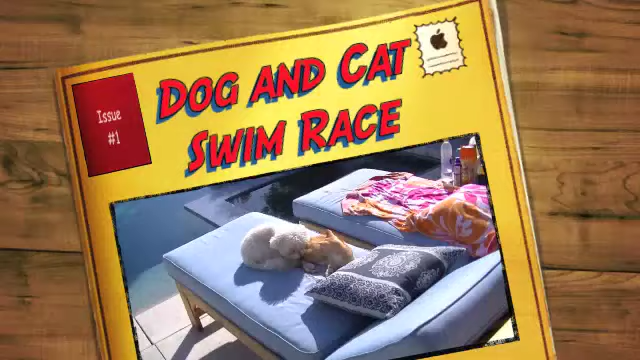 Issue
#1
DOG AND CAT
SWIM RACE